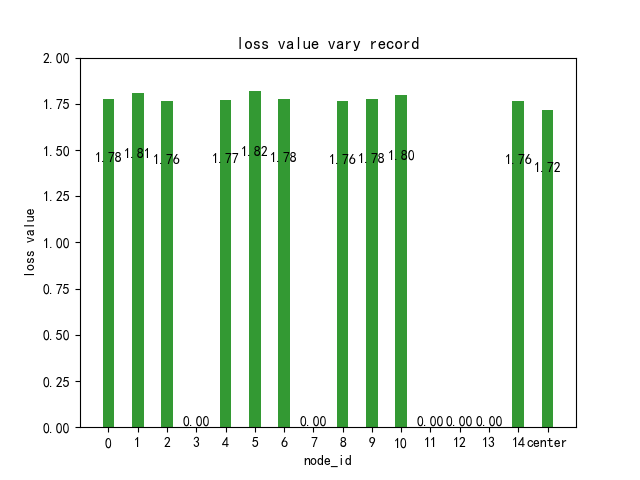 loss value vary record
2.00
1.75
1.50
1.25
1.00
0.75
0.50
0.25
0.00
loss value
1.78 1.81 1.76 0.00 1.77 1.82 1.78 0.00 1.76 1.78 1.80 0.00 0.00 0.00 1.76 1.72
0 1 2 3 4 5 6 7 8 9 10 11 12 13 14 center
node_id